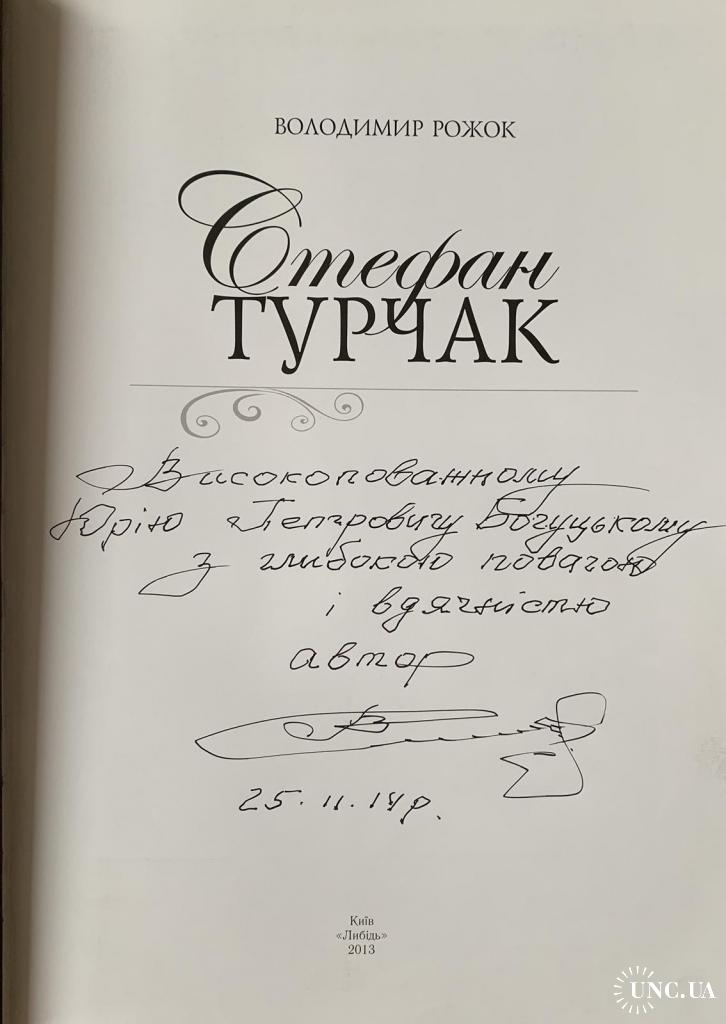 ВОЛОДИМИР РОЖОК
Стефан
ТУРЧАК
Високоповажному
Юрію Петровичу Богуцькому
з глибокою повагою
і вдячністю
автор
25.11.14р.
Київ
«Либідь»
2013
UNC.UA